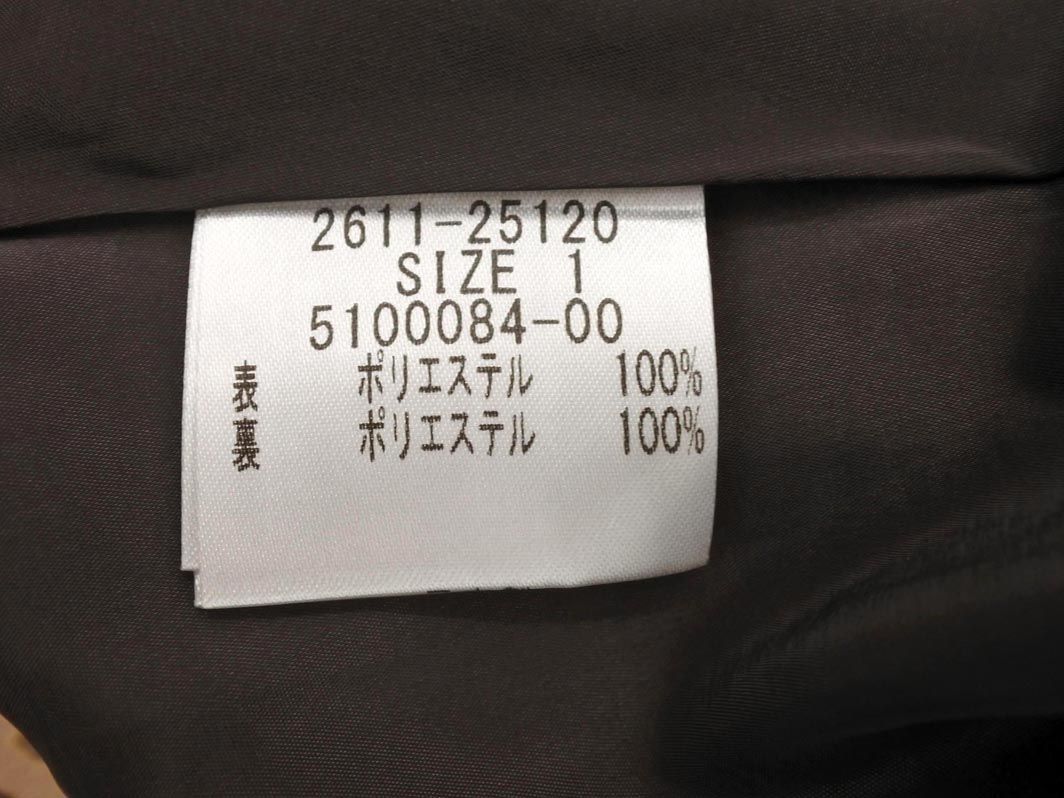 2611-25120
SIZE 1
5100084-00
表 ポリエステル 100%
裏 ポリエステル 100%